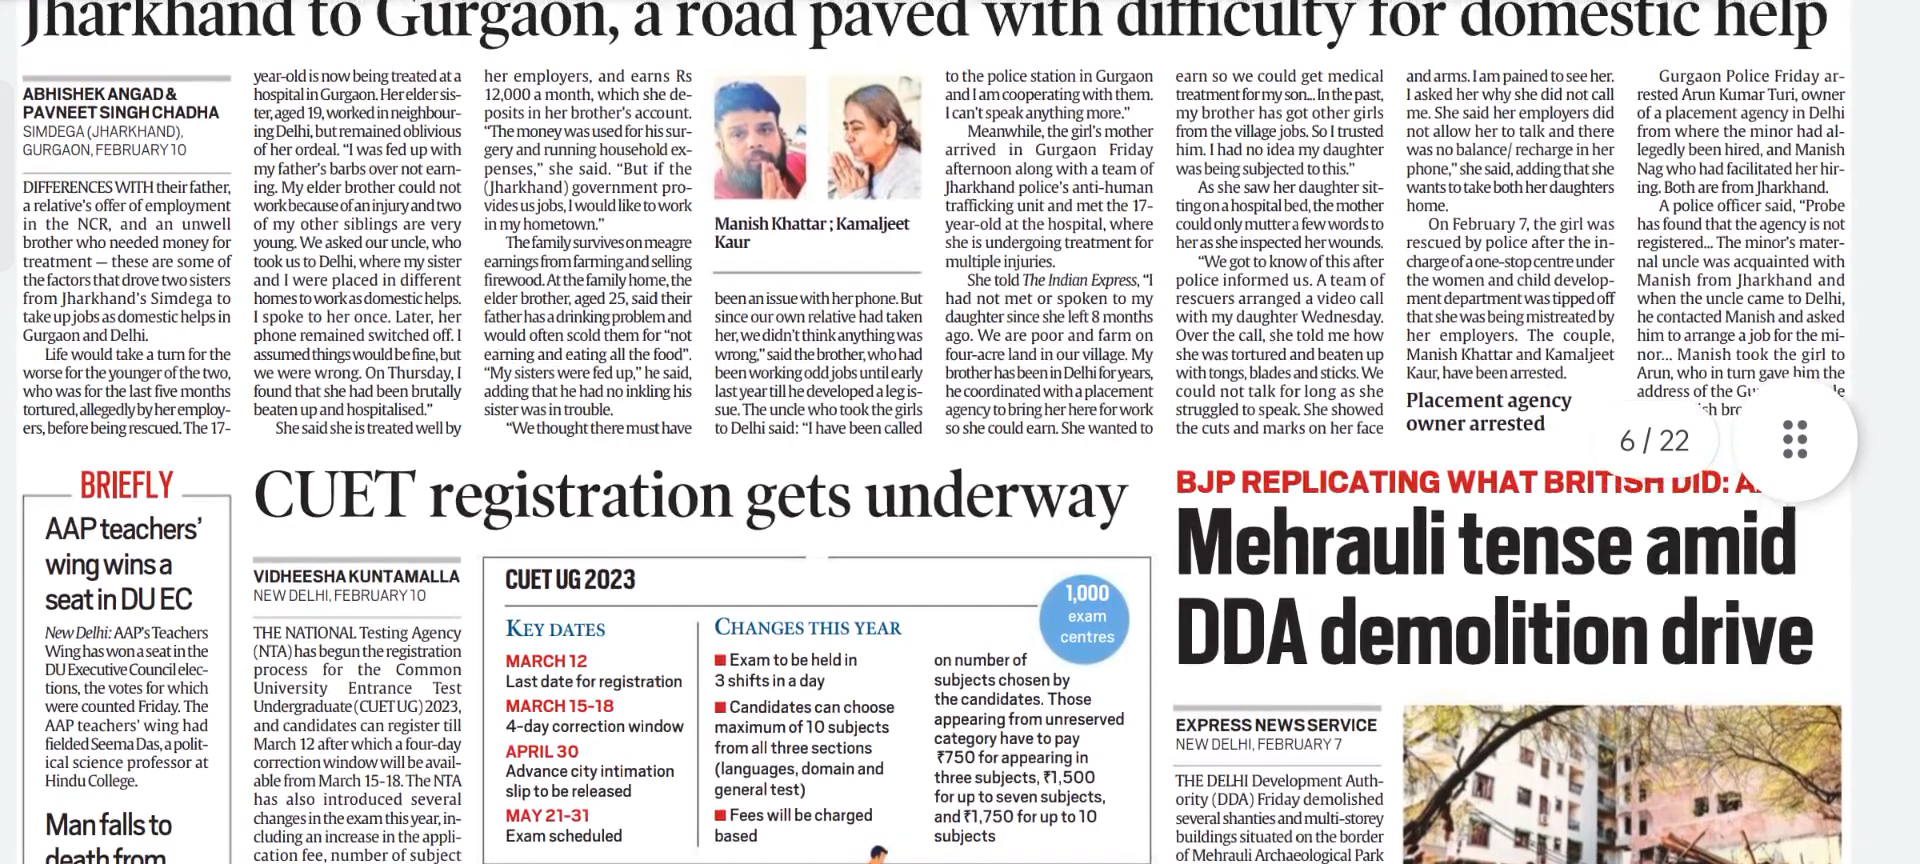 Jharkhand to Gurgaon, a road paved with difficulty for domestic help
ABHISHEK ANGAD &
PAVNEET SINGH CHADHA
SIMDEGA (JHARKHAND),
GURGAON, FEBRUARY 10
DIFFERENCES WITH their father,
a relative's offer of employment
in the NCR, and an unwell
brother who needed money for
treatment — these are some of
the factors that drove two sisters
from Jharkhand's Simdega to
take up jobs as domestic helps in
Gurgaon and Delhi.
Life would take a turn for the
worse for the younger of the two,
who was for the last five months
tortured, allegedly by her employ-
ers, before being rescued. The 17-
year-old is now being treated at a
hospital in Gurgaon. Her elder sis-
ter, aged 19, worked in neighbour-
ing Delhi, but remained oblivious
of her ordeal. "I was fed up with
my father's barbs over not earn-
ing. My elder brother could not
work because of an injury and two
of my other siblings are very
young. We asked our uncle, who
took us to Delhi, where my sister
and I were placed in different
homes to work as domestic helps.
I spoke to her once. Later, her
phone remained switched off. I
assumed things would be fine, but
we were wrong. On Thursday, I
found that she had been brutally
beaten up and hospitalised."
She said she is treated well by
her employers, and earns Rs
12,000 a month, which she de-
posits in her brother's account.
"The money was used for his sur-
gery and running household ex-
penses," she said. "But if the
(Jharkhand) government pro-
vides us jobs, I would like to work
in my hometown."
The family survives on meagre
earnings from farming and selling
firewood. At the family home, the
elder brother, aged 25, said their
father has a drinking problem and
would often scold them for "not
earning and eating all the food".
"My sisters were fed up," he said,
adding that he had no inkling his
sister was in trouble.
"We thought there must have
Manish Khattar ; Kamaljeet
Kaur
been an issue with her phone. But
since our own relative had taken
her, we didn't think anything was
wrong," said the brother, who had
been working odd jobs until early
last year till he developed a leg is-
sue. The uncle who took the girls
to Delhi said: "I have been called
to the police station in Gurgaon
and I am cooperating with them.
I can't speak anything more."
Meanwhile, the girl's mother
arrived in Gurgaon Friday
afternoon along with a team of
Jharkhand police's anti-human
trafficking unit and met the 17-
year-old at the hospital, where
she is undergoing treatment for
multiple injuries.
She told The Indian Express, "I
had not met or spoken to my
daughter since she left 8 months
ago. We are poor and farm on
four-acre land in our village. My
brother has been in Delhi for years,
he coordinated with a placement
agency to bring her here for work
so she could earn. She wanted to
earn so we could get medical
treatment for my son... In the past,
my brother has got other girls
from the village jobs. So I trusted
him. I had no idea my daughter
was being subjected to this."
As she saw her daughter sit-
ting on a hospital bed, the mother
could only mutter a few words to
her as she inspected her wounds.
"We got to know of this after
police informed us. A team of
rescuers arranged a video call
with my daughter Wednesday.
Over the call, she told me how
she was tortured and beaten up
with tongs, blades and sticks. We
could not talk for long as she
struggled to speak. She showed
the cuts and marks on her face
and arms. I am pained to see her.
I asked her why she did not call
me. She said her employers did
not allow her to talk and there
was no balance/ recharge in her
phone," she said, adding that she
wants to take both her daughters
home.
On February 7, the girl was
rescued by police after the in-
charge of a one-stop centre under
the women and child develop-
ment department was tipped off
that she was being mistreated by
her employers. The couple,
Manish Khattar and Kamaljeet
Kaur, have been arrested.
Placement agency
owner arrested
Gurgaon Police Friday ar-
rested Arun Kumar Turi, owner
of a placement agency in Delhi
from where the minor had al-
legedly been hired, and Manish
Nag who had facilitated her hir-
ing. Both are from Jharkhand.
A police officer said, "Probe
has found that the agency is not
registered... The minor's mater-
nal uncle was acquainted with
Manish from Jharkhand and
when the uncle came to Delhi,
he contacted Manish and asked
him to arrange a job for the mi-
nor... Manish took the girl to
Arun, who in turn gave him the
address of the
6 / 22
BRIEFLY
AAP teachers'
wing wins a
seat in DU EC
New Delhi: AAP's Teachers
Wing has won a seat in the
DU Executive Council elec-
tions, the votes for which
were counted Friday. The
AAP teachers' wing had
fielded Seema Das, a polit-
ical science professor at
Hindu College.
Man falls to
death from
CUET registration gets underway
VIDHEESHA KUNTAMALLA
NEW DELHI, FEBRUARY 10
THE NATIONAL Testing Agency
(NTA) has begun the registration
process for the Common
University Entrance Test
Undergraduate (CUET UG) 2023,
and candidates can register till
March 12 after which a four-day
correction window will be avail-
able from March 15-18. The NTA
has also introduced several
changes in the exam this year, in-
cluding an increase in the appli-
cation fee, number of subject
CUET UG 2023
1,000
exam
centres
KEY DATES
MARCH 12
Last date for registration
MARCH 15-18
4-day correction window
APRIL 30
Advance city intimation
slip to be released
MAY 21-31
Exam scheduled
CHANGES THIS YEAR
Exam to be held in
3 shifts in a day
Candidates can choose
maximum of 10 subjects
from all three sections
(languages, domain and
general test)
Fees will be charged
based
on number of
subjects chosen by
the candidates. Those
appearing from unreserved
category have to pay
₹750 for appearing in
three subjects, ₹1,500
for up to seven subjects,
and ₹1,750 for up to 10
subjects
BJP REPLICATING WHAT BRITISH DID:
Mehrauli tense amid
DDA demolition drive
EXPRESS NEWS SERVICE
NEW DELHI, FEBRUARY 7
THE DELHI Development Auth-
ority (DDA) Friday demolished
several shanties and multi-storey
buildings situated on the border
of Mehrauli Archaeological Park